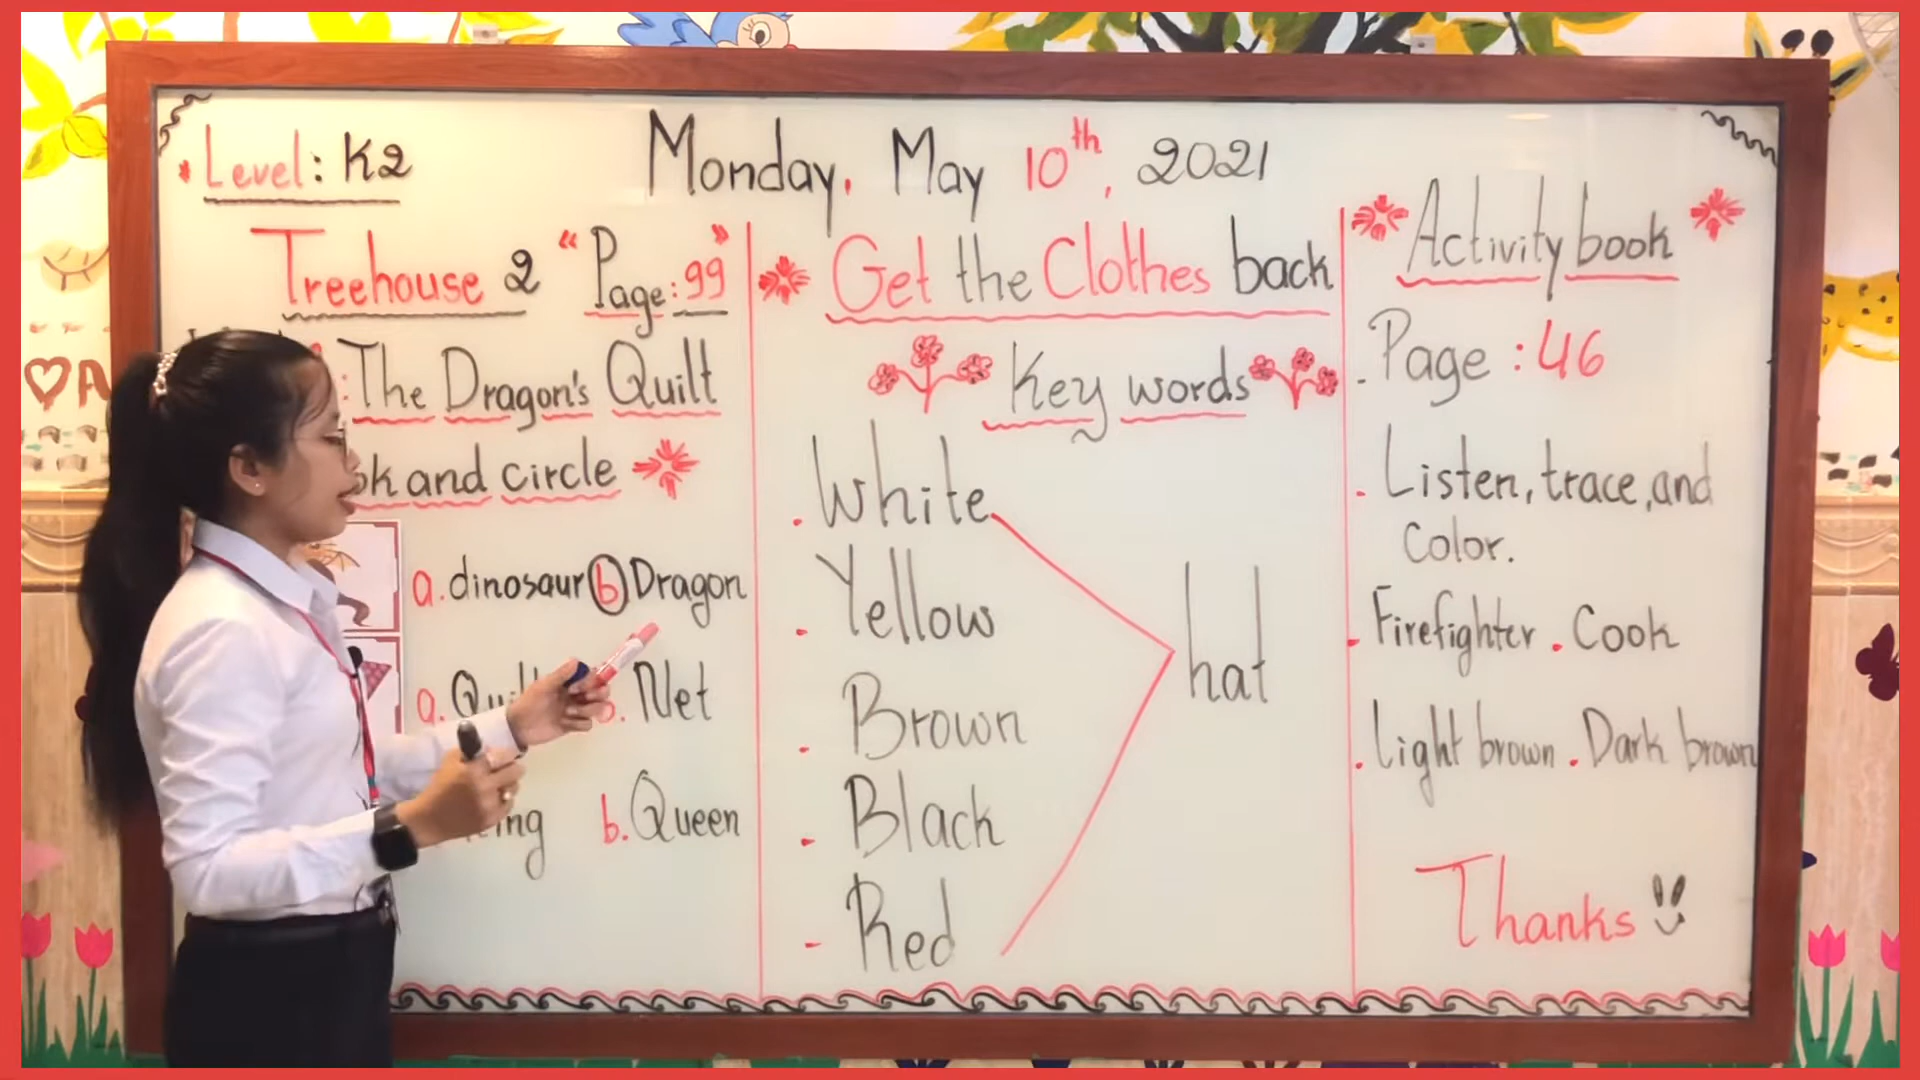 Level: K2
Monday, May 10th, 2021
Treehouse 2 "Page: 99"
: The Dragon's Quilt
and circle
a. dinosaur b Dragon
a. b. Net
b. Queen
Get the Clothes back
Key words
. White
. Yellow
- Brown
- Black
- Red
hat
Activity book
. Page : 46
. Listen, trace, and
Color.
. Firefighter . Cook
. Light brown . Dark brown
Thanks